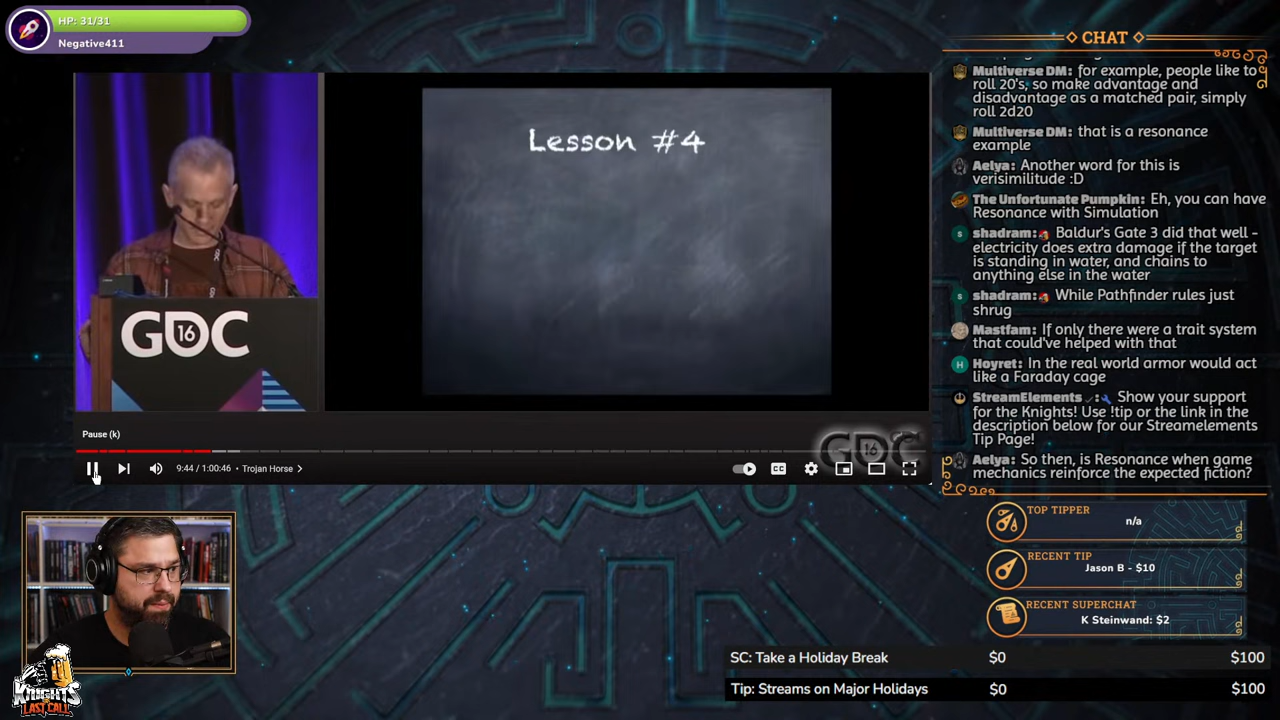 HP: 31/31
Negative411
Lesson #4
GDC 16
Pause (k)
9:44 / 1:00:46 • Trojan Horse >
CC
GDC
KNIGHTS
LAST CALL
CHAT
Multiverse DM: for example, people like to
roll 20's, so make advantage and
disadvantage as a matched pair, simply
roll 2d20
Multiverse DM: that is a resonance
example
Aelya: Another word for this is
verisimilitude :D
The Unfortunate Pumpkin: Eh, you can have
Resonance with Simulation
shadram: Baldur's Gate 3 did that well -
electricity does extra damage if the target
is standing in water, and chains to
anything else in the water
shadram: While Pathfinder rules just
shrug
Mastfam: If only there were a trait system
that could've helped with that
Hoyret: In the real world armor would act
like a Faraday cage
StreamElements: Show your support
for the Knights! Use !tip or the link in the
description below for our Streamelements
Tip Page!
Aelya: So then, is Resonance when game
mechanics reinforce the expected fiction?
TOP TIPPER
n/a
RECENT TIP
Jason B - $10
RECENT SUPERCHAT
K Steinwand: $2
SC: Take a Holiday Break $0 $100
Tip: Streams on Major Holidays $0 $100